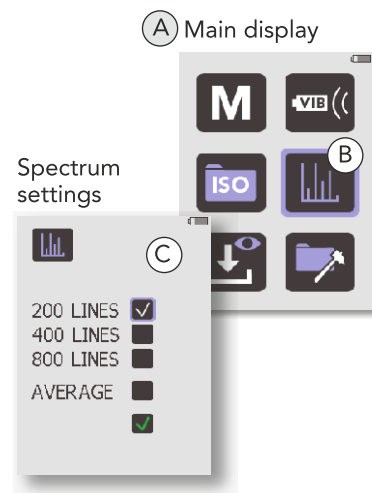 A Main display
M
VIB
B
ISO
Spectrum
settings
C
200 LINES
400 LINES
800 LINES
AVERAGE